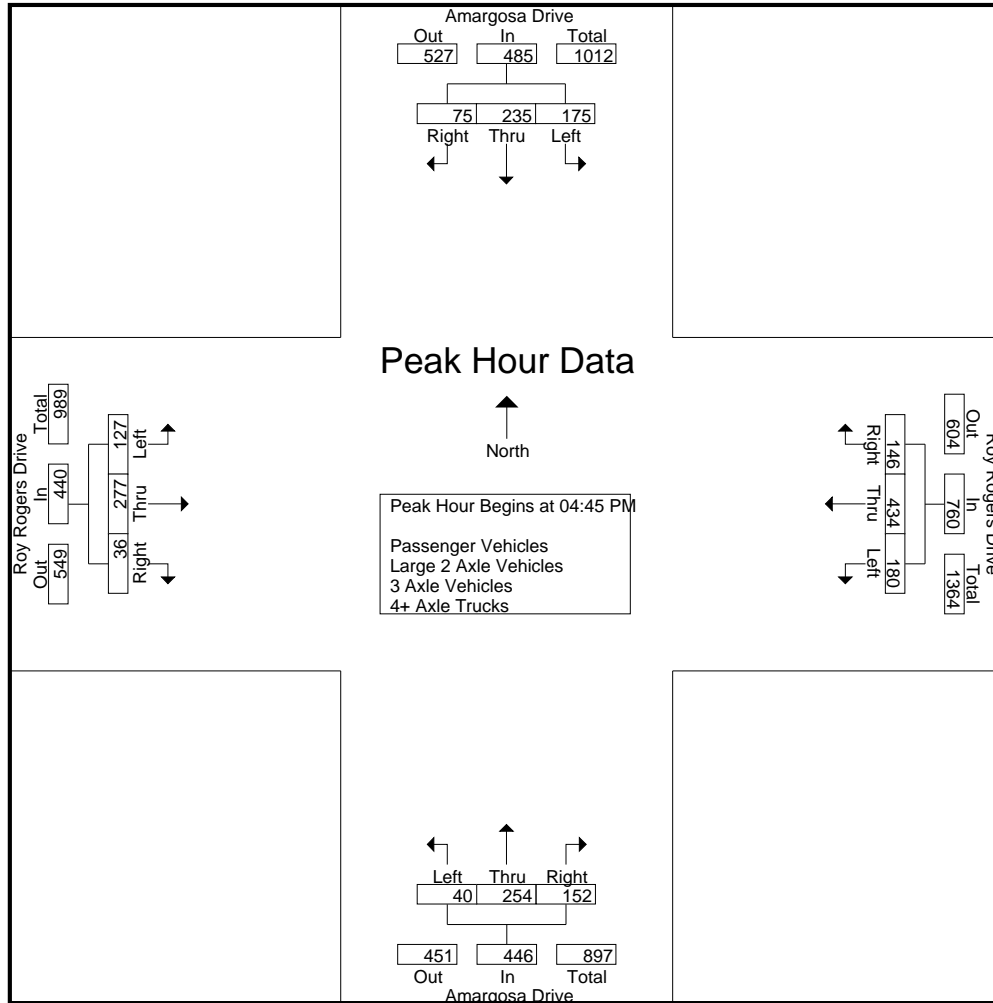 Amargosa Drive
Out In Total
527 485 1012
75 235 175
Right Thru Left
Peak Hour Data
North
Peak Hour Begins at 04:45 PM
Passenger Vehicles
Large 2 Axle Vehicles
3 Axle Vehicles
4+ Axle Trucks
Roy Rogers Drive
Out In Total
549 440 989
Left Thru Right
127 277 36
Roy Rogers Drive
Out In Total
604 760 1364
Right Thru Left
146 434 180
Left Thru Right
40 254 152
451 446 897
Out In Total
Amargosa Drive